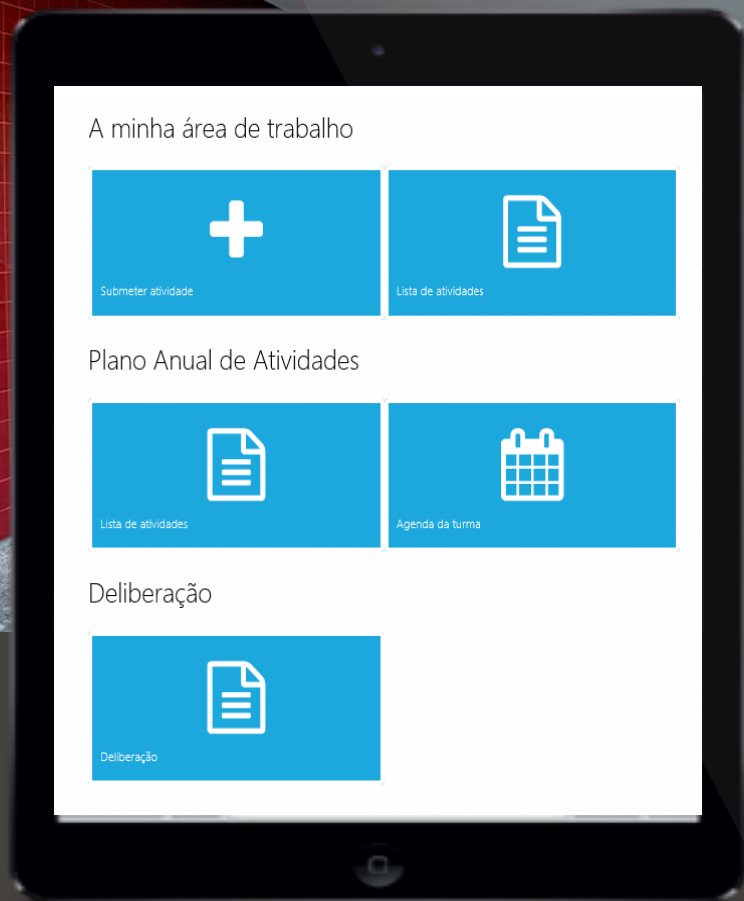 A minha área de trabalho
Submeter atividade
Lista de atividades
Plano Anual de Atividades
Lista de atividades
Agenda da turma
Deliberação
Deliberação